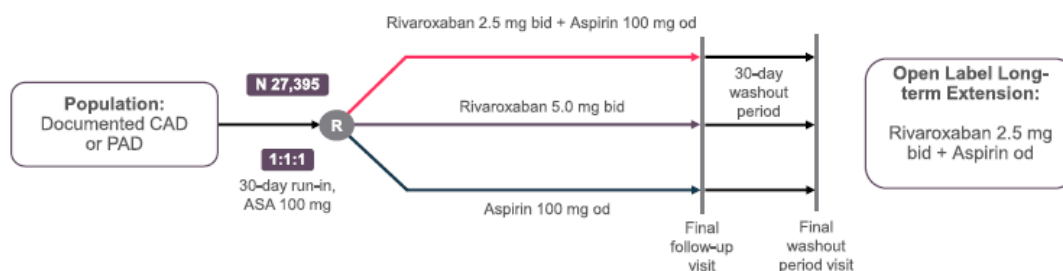 Rivaroxaban 2.5 mg bid + Aspirin 100 mg od
Population:
Documented CAD
or PAD
N 27,395
R
1:1:1
30-day run-in,
ASA 100 mg
Rivaroxaban 5.0 mg bid
Aspirin 100 mg od
30-day
washout
period
Final
follow-up
visit
Final
washout
period visit
Open Label Long-
term Extension:
Rivaroxaban 2.5 mg
bid + Aspirin od